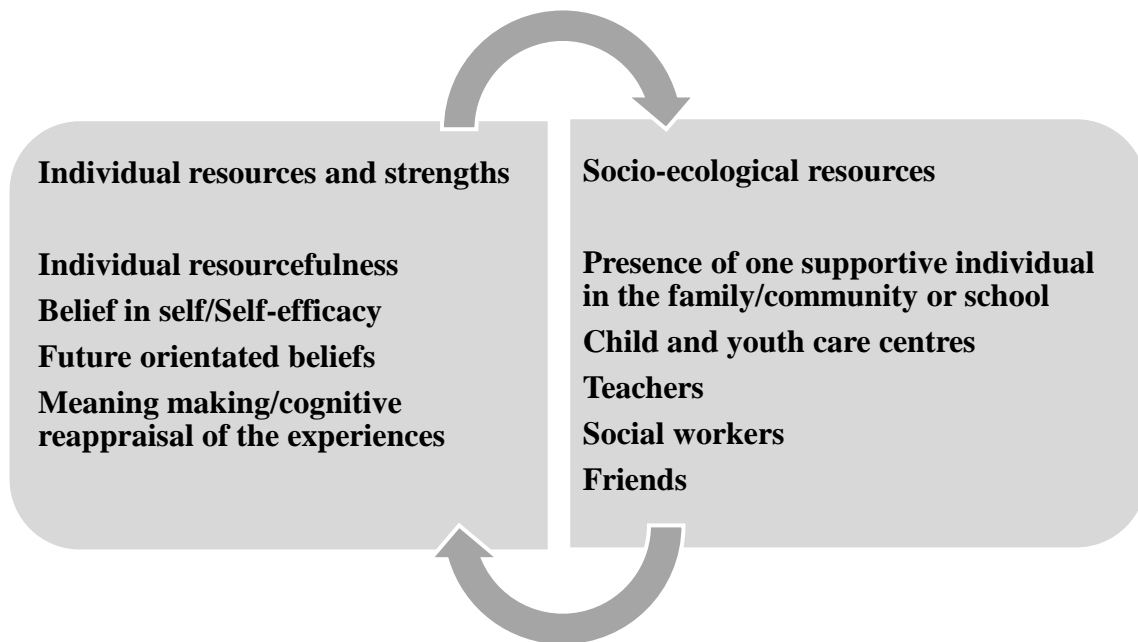 Individual resources and strengths
Individual resourcefulness
Belief in self/Self-efficacy
Future orientated beliefs
Meaning making/cognitive
reappraisal of the experiences
Socio-ecological resources
Presence of one supportive individual
in the family/community or school
Child and youth care centres
Teachers
Social workers
Friends